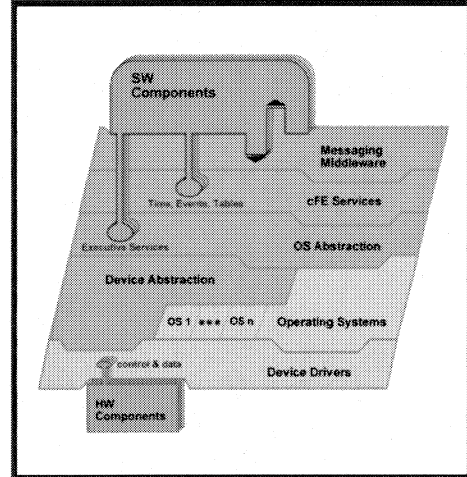 SW
Components
Messaging
Middleware
Time, Events, Tables
cFE Services
Executive Services
OS Abstraction
Device Abstraction
OS 1 *** OS n
Operating Systems
control & data
Device Drivers
HW
Components